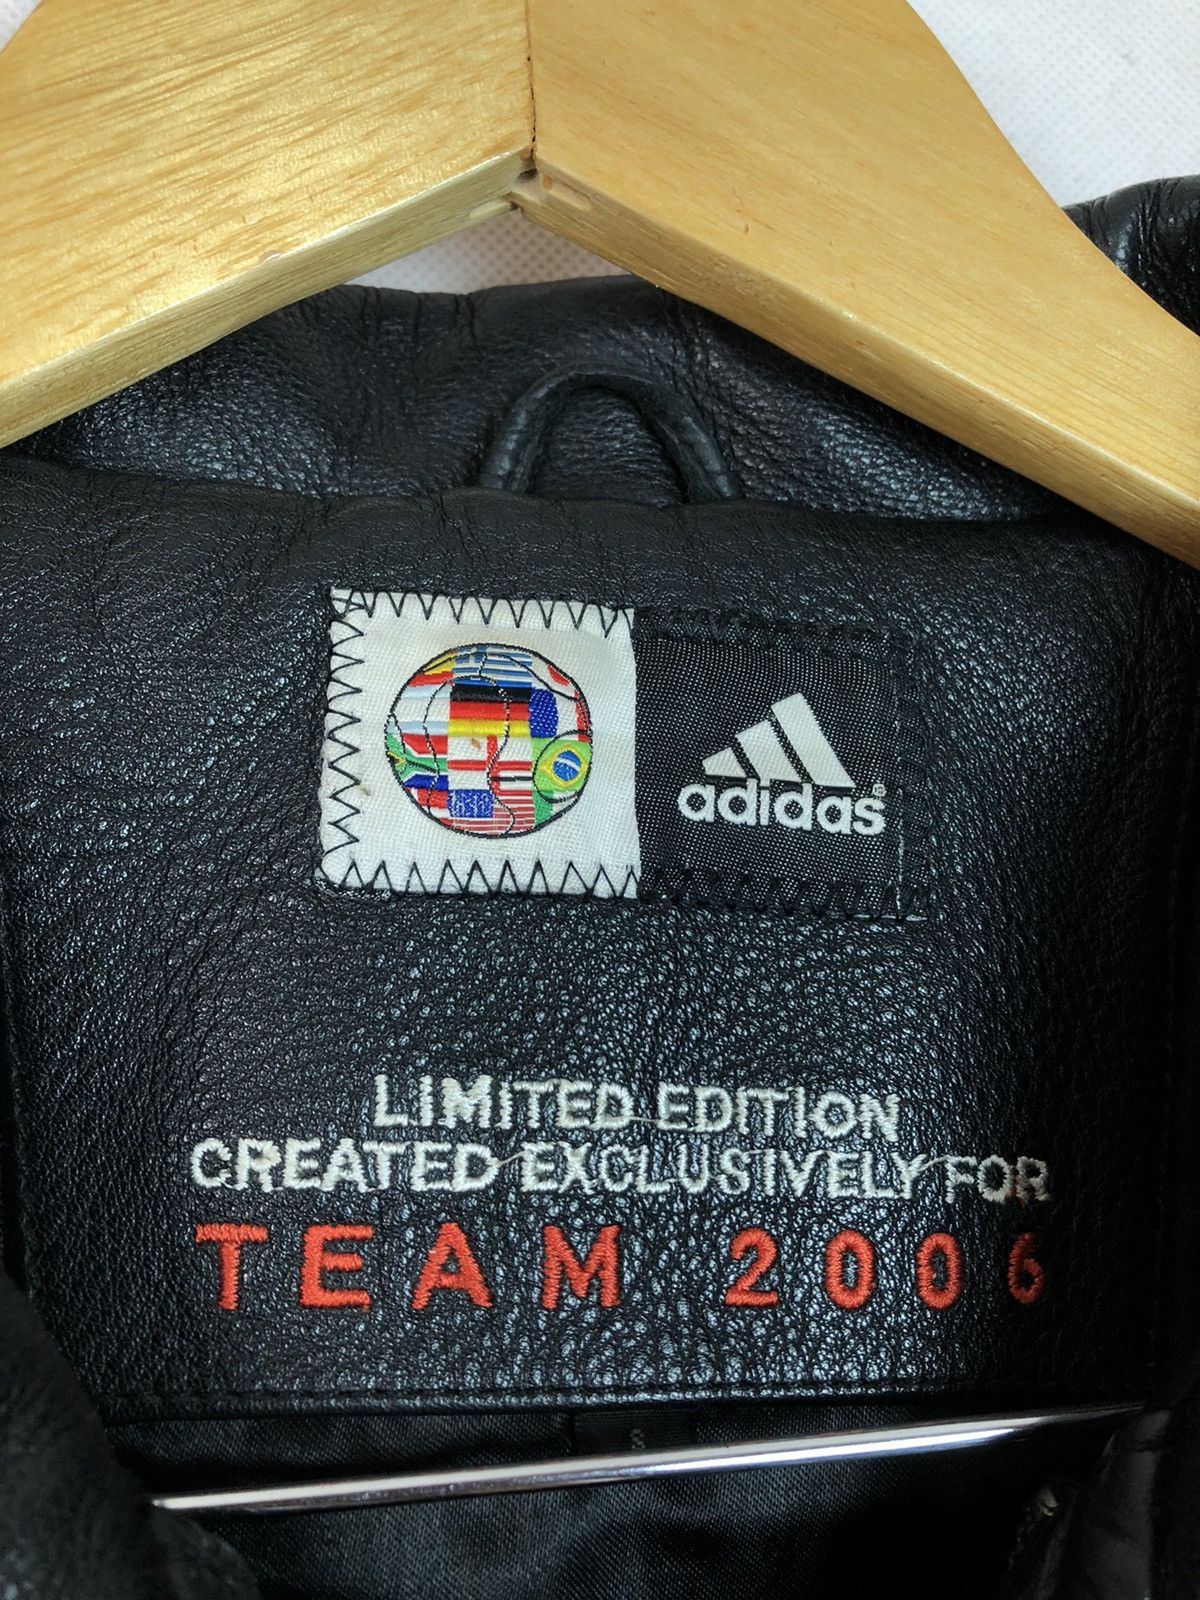 adidas
LIMITED EDITION
CREATED EXCLUSIVELY FOR
TEAM 2006